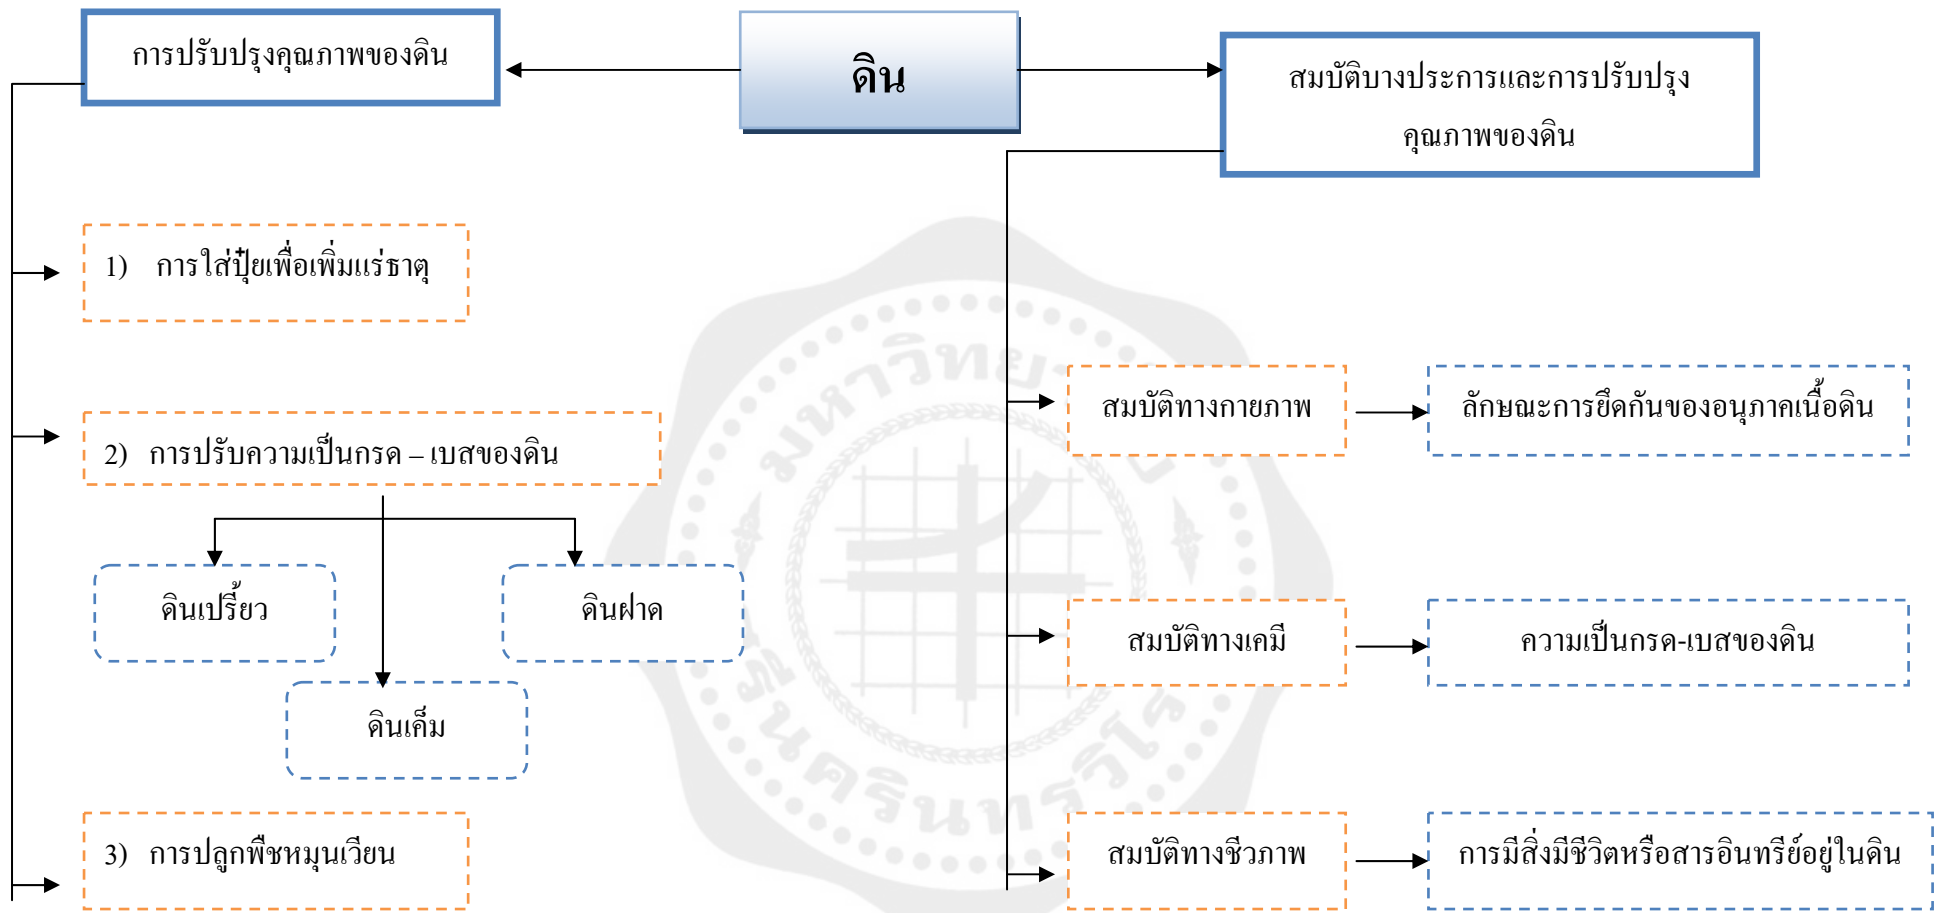 ดิน
การปรับปรุงคุณภาพของดิน
1) การใส่ปุ๋ยเพื่อเพิ่มแร่ธาตุ
2) การปรับความเป็นกรด – เบสของดิน
ดินเปรี้ยว
ดินฝาด
ดินเค็ม
3) การปลูกพืชหมุนเวียน
สมบัติบางประการและการปรับปรุง
คุณภาพของดิน
สมบัติทางกายภาพ
ลักษณะการยึดกันของอนุภาคเนื้อดิน
สมบัติทางเคมี
ความเป็นกรด-เบสของดิน
สมบัติทางชีวภาพ
การมีสิ่งมีชีวิตหรือสารอินทรีย์อยู่ในดิน